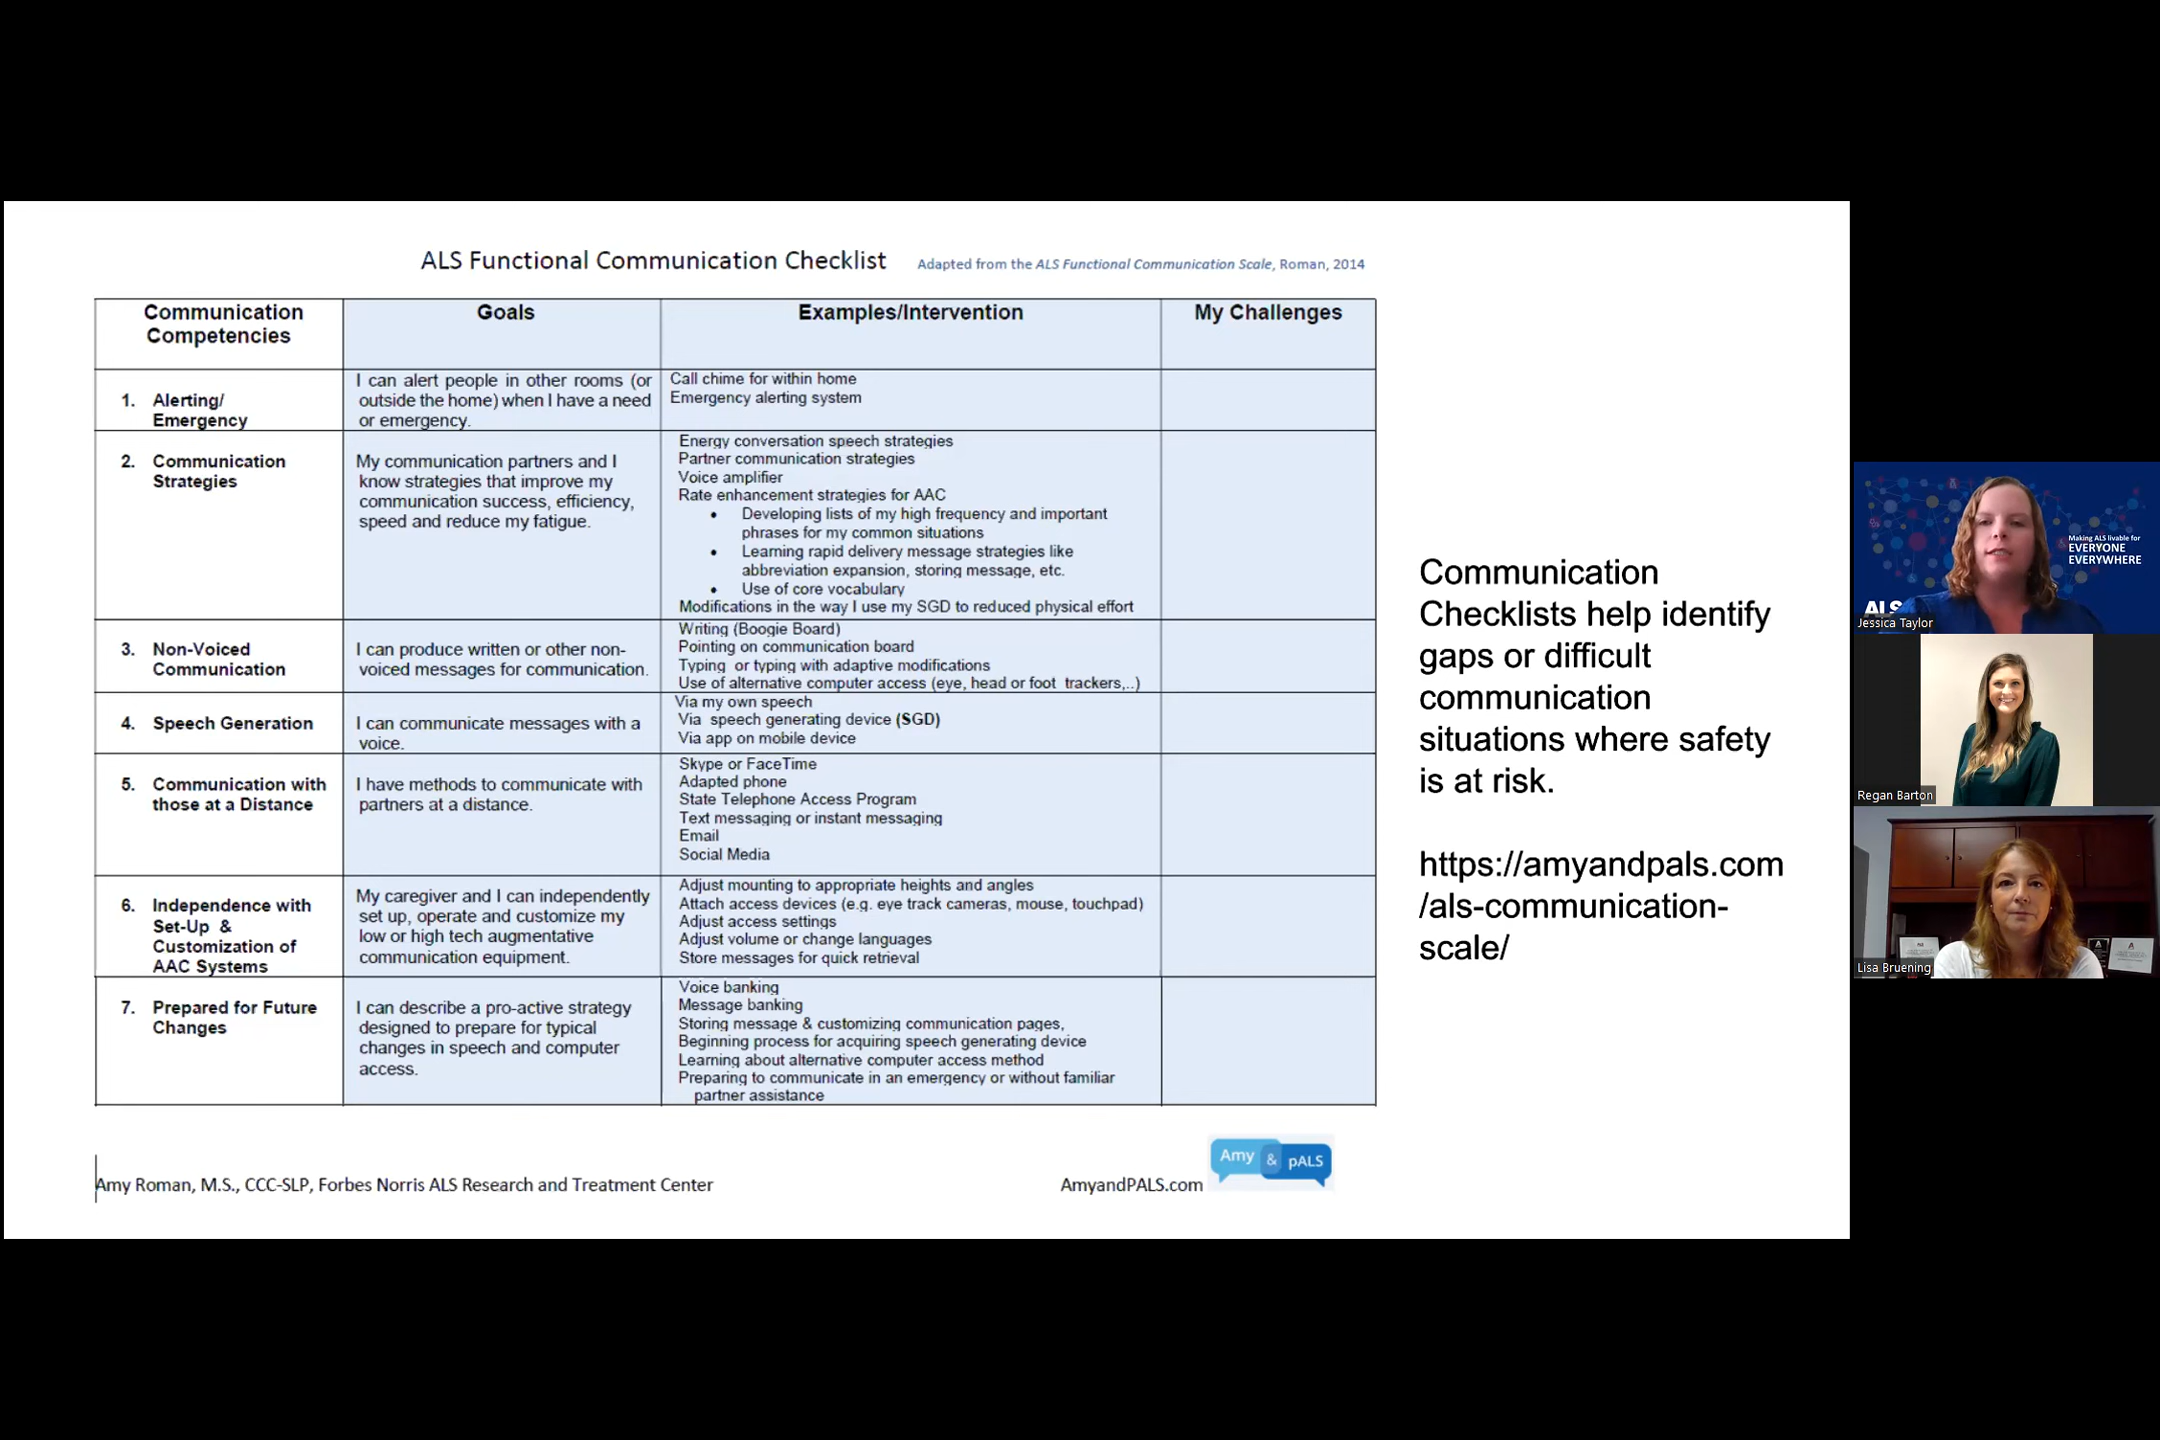 ALS Functional Communication Checklist
Adapted from the ALS Functional Communication Scale, Roman, 2014
Communication
Competencies
Goals
Examples/Intervention
My Challenges
1. Alerting/
Emergency
I can alert people in other rooms (or
outside the home) when I have a need
or emergency.
Call chime for within home
Emergency alerting system
2. Communication
Strategies
My communication partners and I
know strategies that improve my
communication success, efficiency,
speed and reduce my fatigue.
Energy conversation speech strategies
Partner communication strategies
Voice amplifier
Rate enhancement strategies for AAC
• Developing lists of my high frequency and important
phrases for my common situations
• Learning rapid delivery message strategies like
abbreviation expansion, storing message, etc.
• Use of core vocabulary
Modifications in the way I use my SGD to reduced physical effort
3. Non-Voiced
Communication
I can produce written or other non-
voiced messages for communication.
Writing (Boogie Board)
Pointing on communication board
Typing or typing with adaptive modifications
Use of alternative computer access (eye, head or foot trackers,..)
4. Speech Generation
I can communicate messages with a
voice.
Via my own speech
Via speech generating device (SGD)
Via app on mobile device
5. Communication with
those at a Distance
I have methods to communicate with
partners at a distance.
Skype or FaceTime
Adapted phone
State Telephone Access Program
Text messaging or instant messaging
Email
Social Media
6. Independence with
Set-Up &
Customization of
AAC Systems
My caregiver and I can independently
set up, operate and customize my
low or high tech augmentative
communication equipment.
Adjust mounting to appropriate heights and angles
Attach access devices (e.g. eye track cameras, mouse, touchpad)
Adjust access settings
Adjust volume or change languages
Store messages for quick retrieval
7. Prepared for Future
Changes
I can describe a pro-active strategy
designed to prepare for typical
changes in speech and computer
access.
Voice banking
Message banking
Storing message & customizing communication pages,
Beginning process for acquiring speech generating device
Learning about alternative computer access method
Preparing to communicate in an emergency or without familiar
partner assistance
Amy Roman, M.S., CCC-SLP, Forbes Norris ALS Research and Treatment Center
AmyandPALS.com
Amy & pALS
Communication
Checklists help identify
gaps or difficult
communication
situations where safety
is at risk.
https://amyandpals.com
/als-communication-
scale/
Making ALS livable for
EVERYONE
EVERYWHERE
ALS
Jessica Taylor
Regan Barton
Lisa Bruening